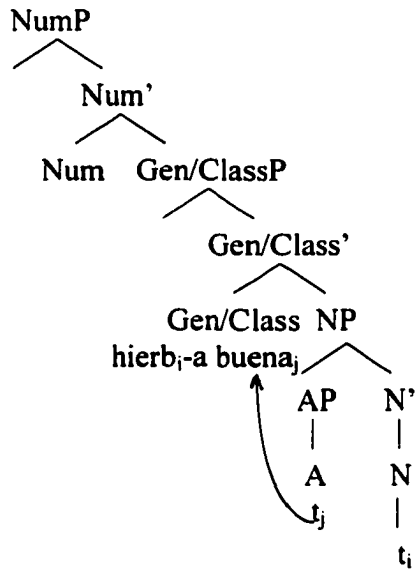 NumP
Num’
Num Gen/ClassP
Gen/Class’
Gen/Class NP
hierbᵢ-a buenaⱼ
AP N’
A N
tⱼ
tᵢ